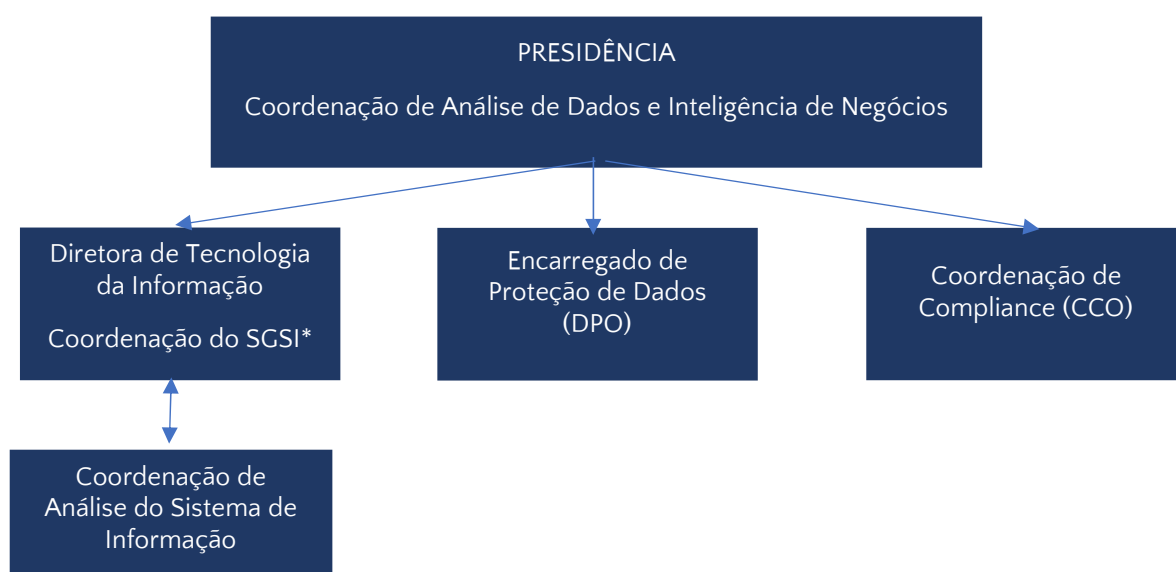 PRESIDÊNCIA
Coordenação de Análise de Dados e Inteligência de Negócios
Diretora de Tecnologia
da Informação
Coordenação do SGSI*
Encarregado de
Proteção de Dados
(DPO)
Coordenação de
Compliance (CCO)
Coordenação de
Análise do Sistema de
Informação